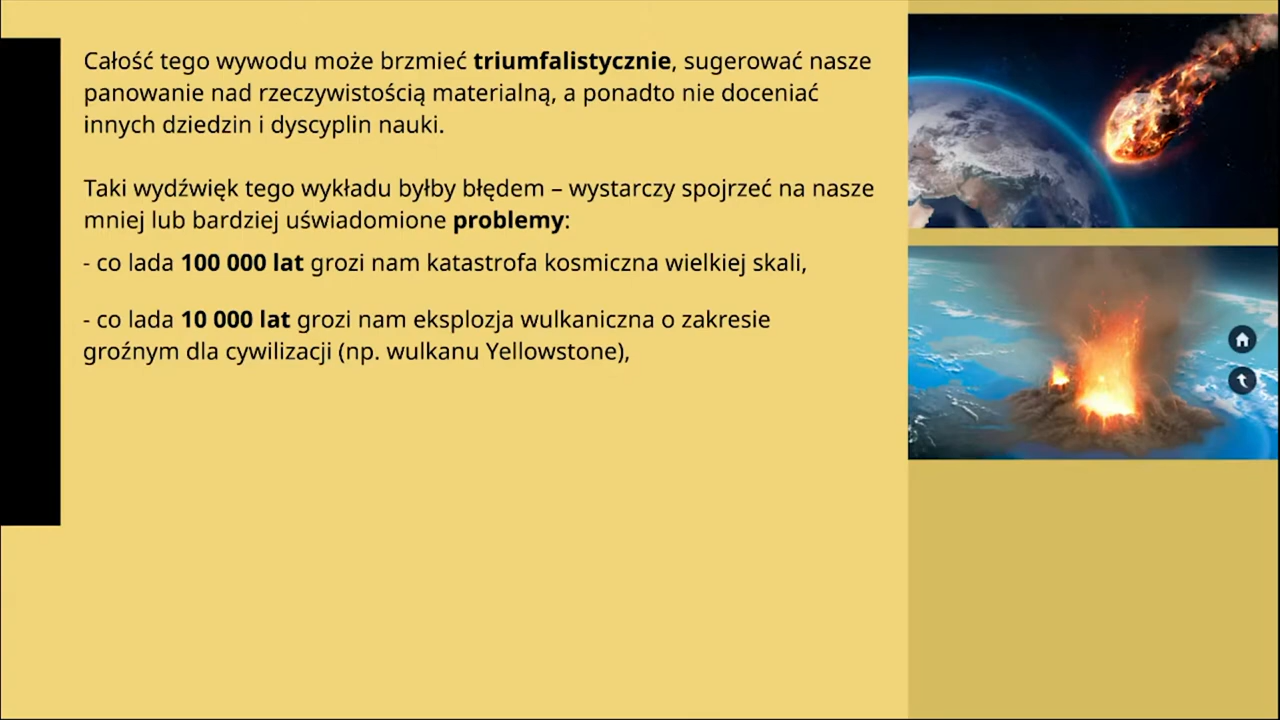 Całość tego wywodu może brzmieć triumfalistycznie, sugerować nasze
panowanie nad rzeczywistością materialną, a ponadto nie doceniać
innych dziedzin i dyscyplin nauki.
Taki wydźwięk tego wykładu byłby błędem – wystarczy spojrzeć na nasze
mniej lub bardziej uświadomione problemy:
- co lada 100 000 lat grozi nam katastrofa kosmiczna wielkiej skali,
- co lada 10 000 lat grozi nam eksplozja wulkaniczna o zakresie
groźnym dla cywilizacji (np. wulkanu Yellowstone),